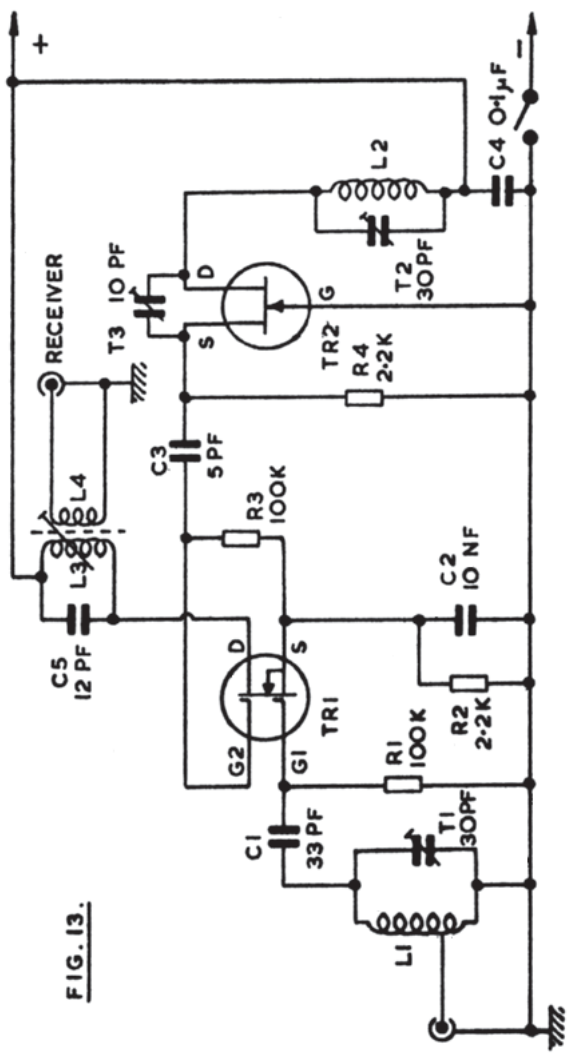 FIG.13.
L1
T1
30PF
C1
33 PF
R1
100K
G2
G1
D
S
TR1
R2
2·2K
C2
10 NF
C5
12 PF
L3
L4
RECEIVER
R3
100K
C3
5 PF
T3
10 PF
S
D
G
TR2
R4
2·2K
L2
T2
30PF
C4 0·1µF
+
−